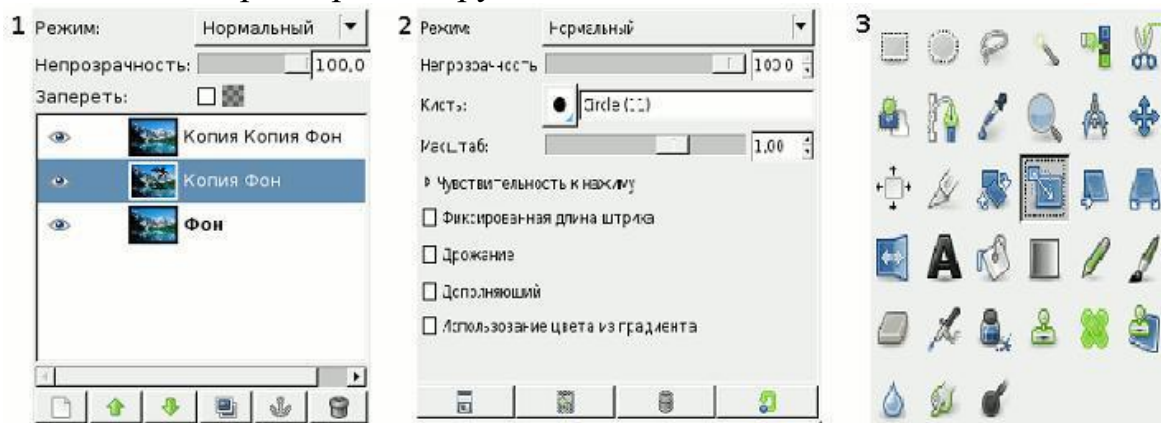 1 Режим: Нормальный
Непрозрачность: 100,0
Запереть:
Копия Копия Фон
Копия Фон
Фон
2 Режим: Нормальный
Непрозрачность
Кисть: Circle
Масштаб: 1,00
Чувствительность к нажиму
Фиксированная длина штриха
Дрожание
Дополняющий
Использование цвета из градиента
3